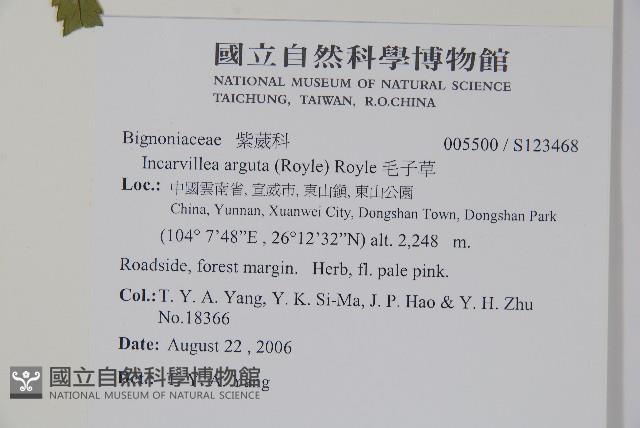 國立自然科學博物館
NATIONAL MUSEUM OF NATURAL SCIENCE
TAICHUNG, TAIWAN, R.O.CHINA
Bignoniaceae 紫葳科 005500 / S123468
Incarvillea arguta (Royle) Royle 毛子草
Loc.: 中國雲南省, 宣威市, 東山鎮, 東山公園
China, Yunnan, Xuanwei City, Dongshan Town, Dongshan Park
(104° 7'48”E , 26°12'32”N) alt. 2,248 m.
Roadside, forest margin. Herb, fl. pale pink.
Col.: T. Y. A. Yang, Y. K. Si-Ma, J. P. Hao & Y. H. Zhu
No.18366
Date: August 22 , 2006
Det.: T. Y. A. Yang
國立自然科學博物館
NATIONAL MUSEUM OF NATURAL SCIENCE